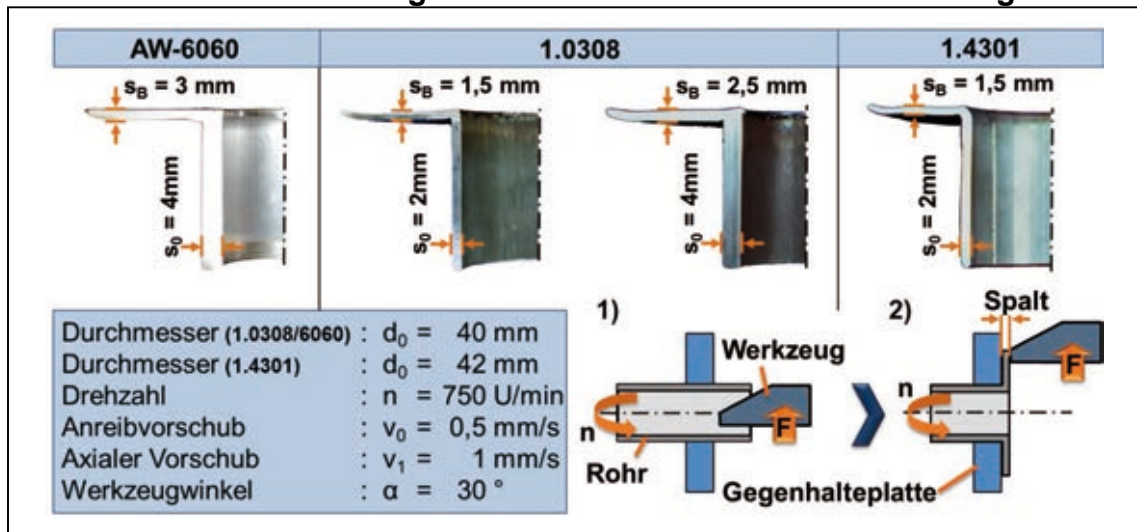 AW-6060
1.0308
1.4301
s_B = 3 mm
s_B = 1,5 mm
s_B = 2,5 mm
s_B = 1,5 mm
s_0 = 4mm
s_0 = 2mm
s_0 = 4mm
s_0 = 2mm
Durchmesser (1.0308/6060) : d_0 = 40 mm
Durchmesser (1.4301) : d_0 = 42 mm
Drehzahl : n = 750 U/min
Anreibvorschub : v_0 = 0,5 mm/s
Axialer Vorschub : v_1 = 1 mm/s
Werkzeugwinkel : α = 30 °
1)
Werkzeug
F
n
Rohr
Gegenhalteplatte
2)
Spalt
F
n